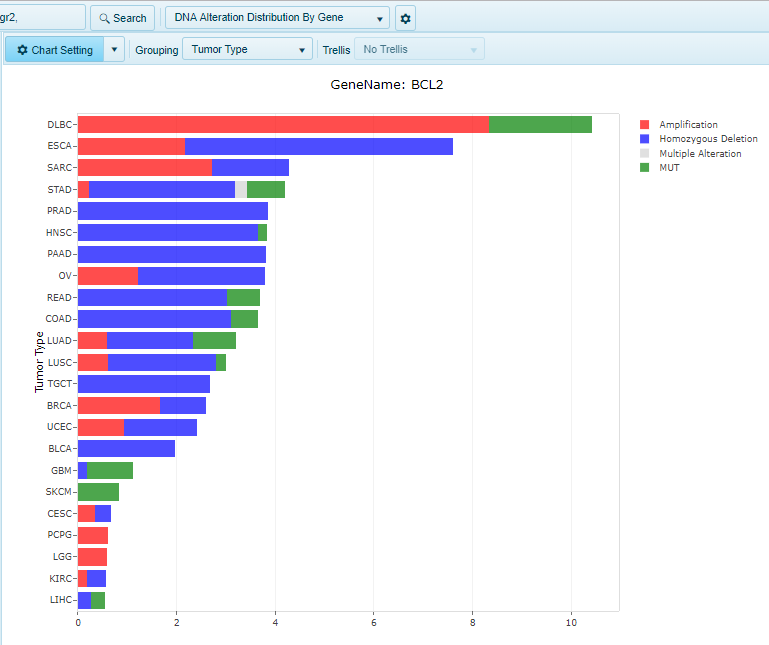 gr2,
Search
DNA Alteration Distribution By Gene
Chart Setting
Grouping
Tumor Type
Trellis
No Trellis
GeneName: BCL2
Amplification
Homozygous Deletion
Multiple Alteration
MUT
Tumor Type
DLBC
ESCA
SARC
STAD
PRAD
HNSC
PAAD
OV
READ
COAD
LUAD
LUSC
TGCT
BRCA
UCEC
BLCA
GBM
SKCM
CESC
PCPG
LGG
KIRC
LIHC
0 2 4 6 8 10